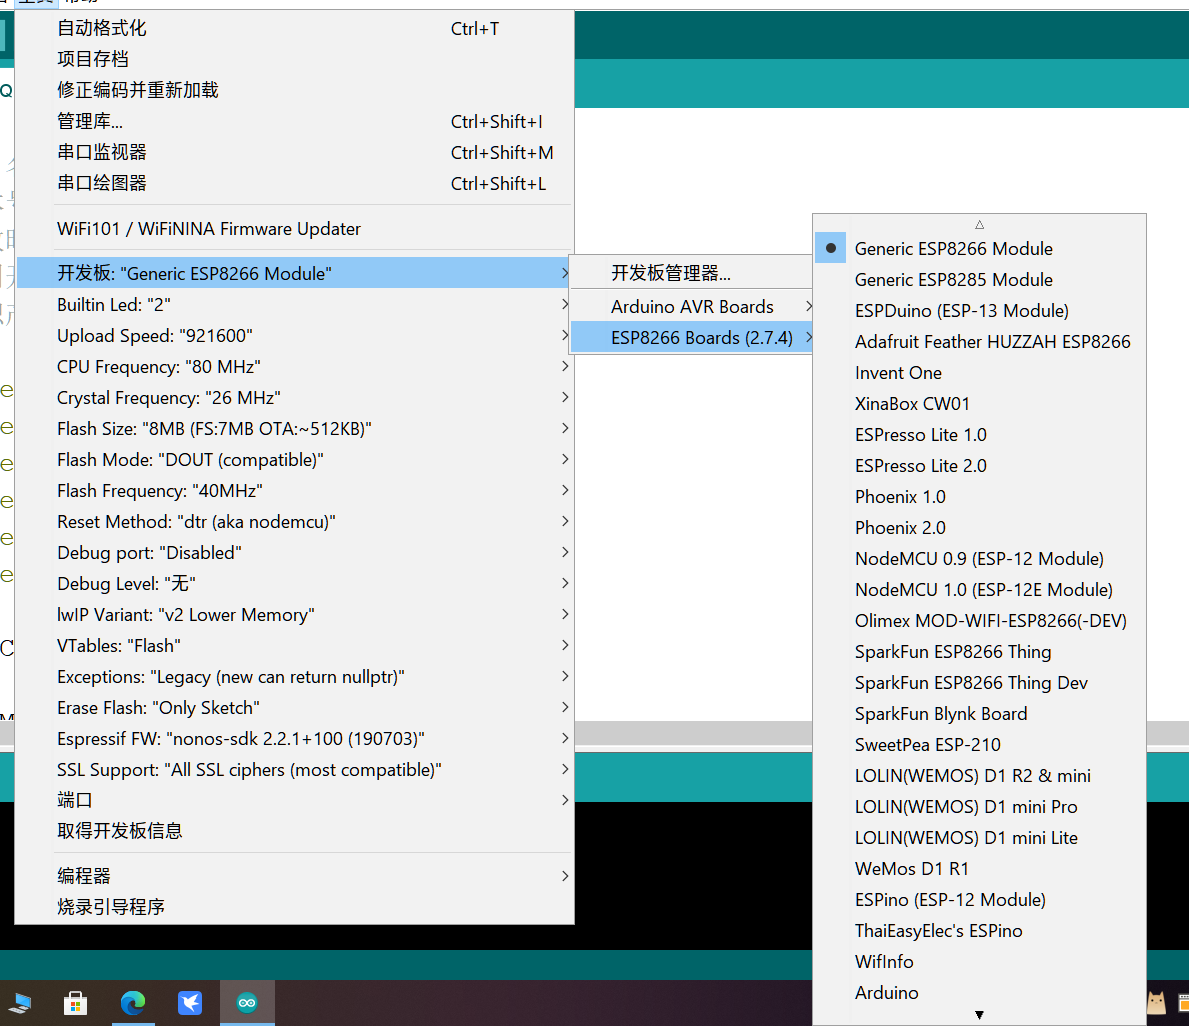 自动格式化 Ctrl+T
项目存档
修正编码并重新加载
管理库... Ctrl+Shift+I
串口监视器 Ctrl+Shift+M
串口绘图器 Ctrl+Shift+L
WiFi101 / WiFiNINA Firmware Updater
开发板: "Generic ESP8266 Module"
Builtin Led: "2"
Upload Speed: "921600"
CPU Frequency: "80 MHz"
Crystal Frequency: "26 MHz"
Flash Size: "8MB (FS:7MB OTA:~512KB)"
Flash Mode: "DOUT (compatible)"
Flash Frequency: "40MHz"
Reset Method: "dtr (aka nodemcu)"
Debug port: "Disabled"
Debug Level: "无"
lwIP Variant: "v2 Lower Memory"
VTables: "Flash"
Exceptions: "Legacy (new can return nullptr)"
Erase Flash: "Only Sketch"
Espressif FW: "nonos-sdk 2.2.1+100 (190703)"
SSL Support: "All SSL ciphers (most compatible)"
端口
取得开发板信息
编程器
烧录引导程序
开发板管理器...
Arduino AVR Boards
ESP8266 Boards (2.7.4)
Generic ESP8266 Module
Generic ESP8285 Module
ESPDuino (ESP-13 Module)
Adafruit Feather HUZZAH ESP8266
Invent One
XinaBox CW01
ESPresso Lite 1.0
ESPresso Lite 2.0
Phoenix 1.0
Phoenix 2.0
NodeMCU 0.9 (ESP-12 Module)
NodeMCU 1.0 (ESP-12E Module)
Olimex MOD-WIFI-ESP8266(-DEV)
SparkFun ESP8266 Thing
SparkFun ESP8266 Thing Dev
SparkFun Blynk Board
SweetPea ESP-210
LOLIN(WEMOS) D1 R2 & mini
LOLIN(WEMOS) D1 mini Pro
LOLIN(WEMOS) D1 mini Lite
WeMos D1 R1
ESPino (ESP-12 Module)
ThaiEasyElec's ESPino
WifInfo
Arduino